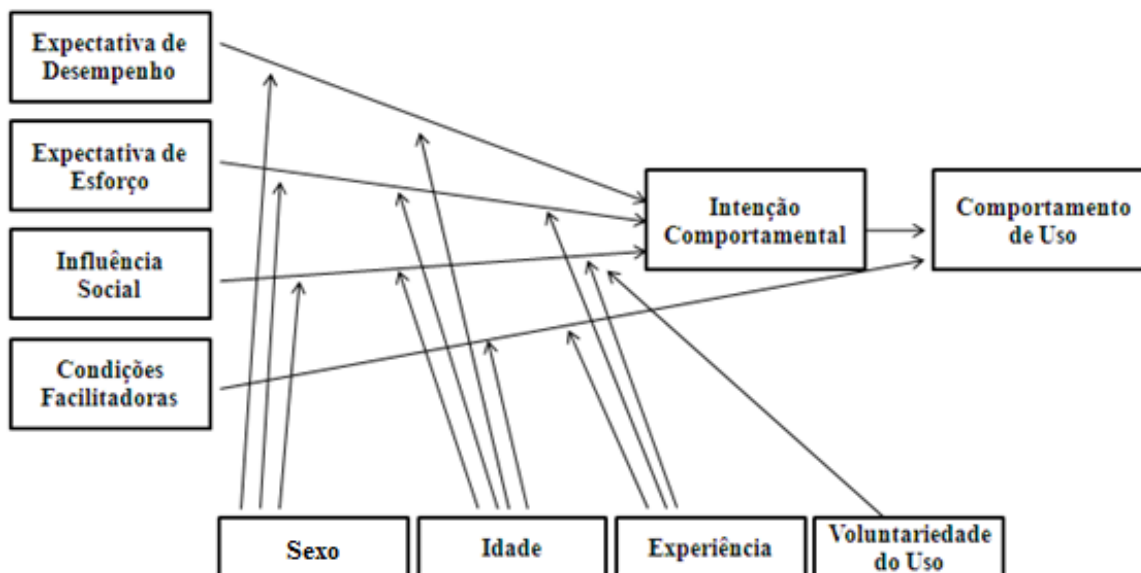 Expectativa de
Desempenho
Expectativa de
Esforço
Influência
Social
Condições
Facilitadoras
Intenção
Comportamental
Comportamento
de Uso
Sexo
Idade
Experiência
Voluntariedade
do Uso